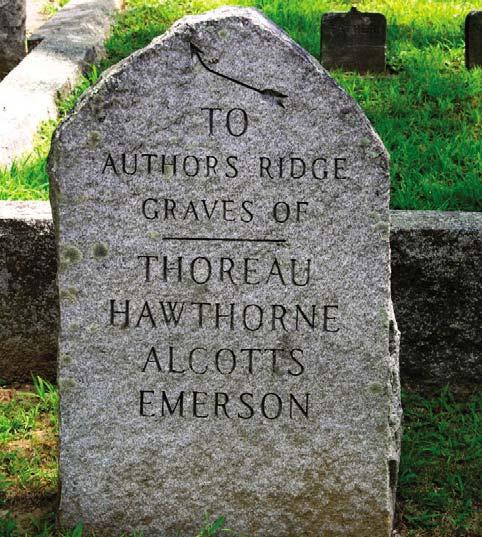 TO
AUTHORS RIDGE
GRAVES OF
THOREAU
HAWTHORNE
ALCOTTS
EMERSON